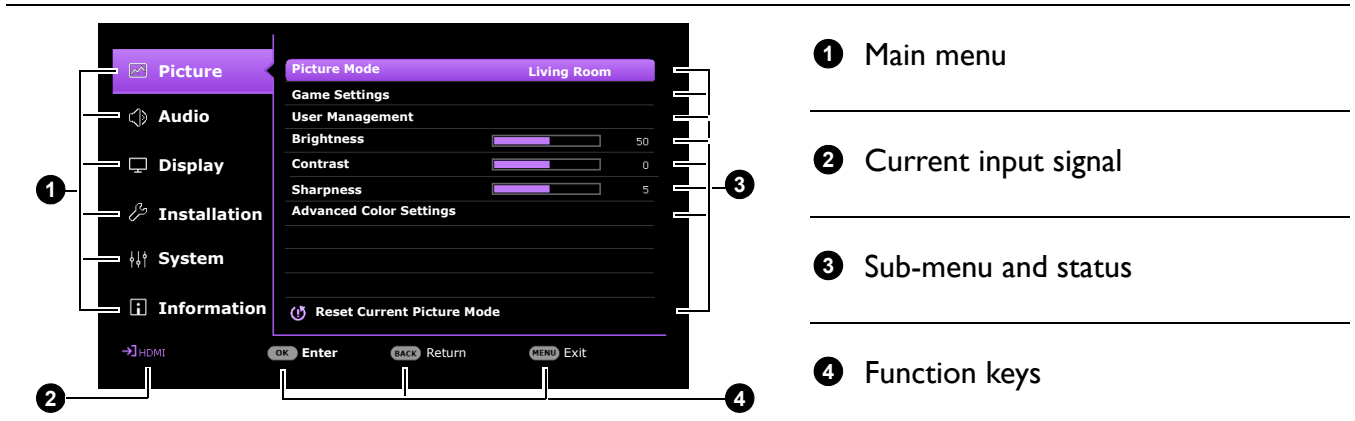 Picture
Audio
Display
Installation
System
Information
Picture Mode Living Room
Game Settings
User Management
Brightness 50
Contrast 0
Sharpness 5
Advanced Color Settings
Reset Current Picture Mode
HDMI
OK Enter
BACK Return
MENU Exit
1
2
3
4
1 Main menu
2 Current input signal
3 Sub-menu and status
4 Function keys